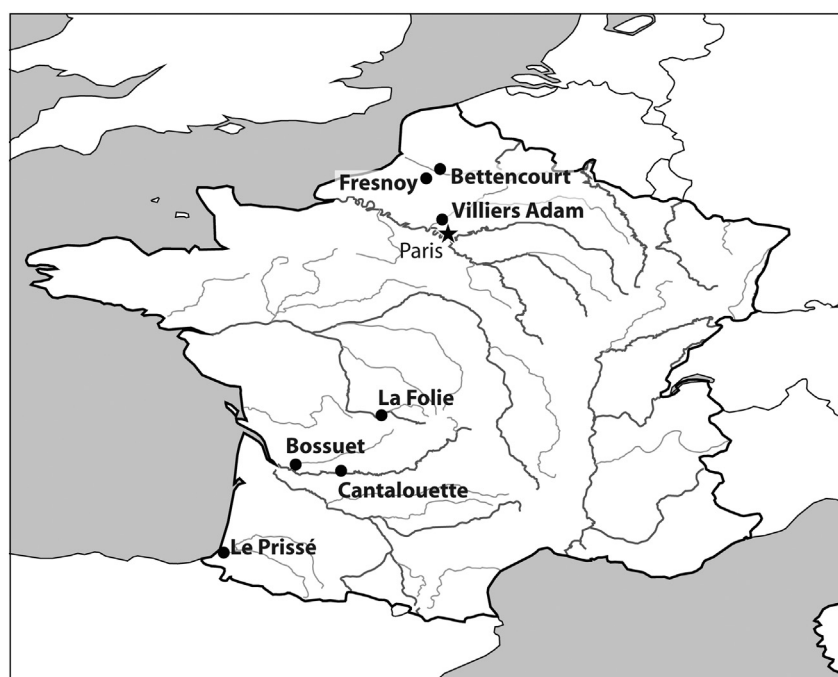 Bettencourt
Fresnoy
Villiers Adam
Paris
La Folie
Bossuet
Cantalouette
Le Prissé